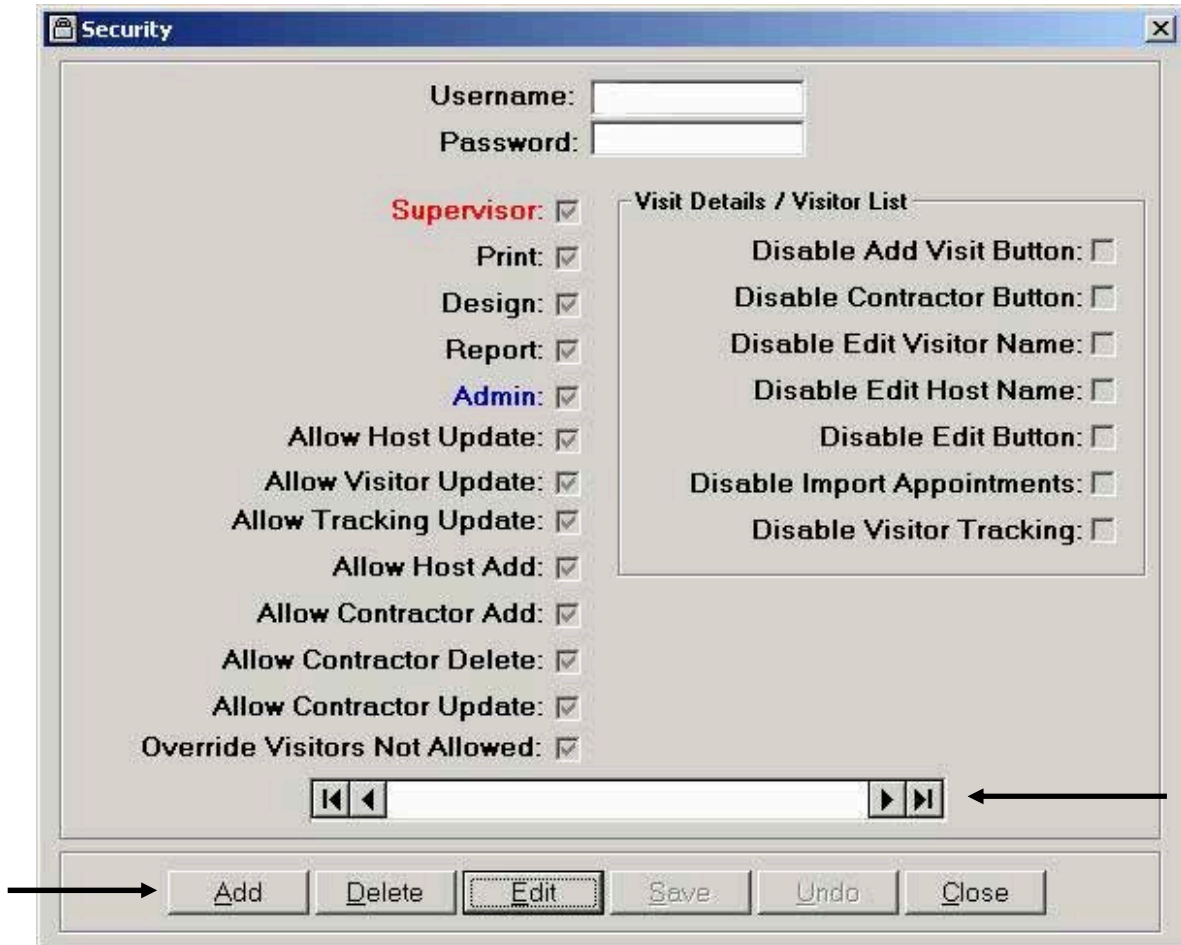 Security
Username:
Password:
Supervisor:
Print:
Design:
Report:
Admin:
Allow Host Update:
Allow Visitor Update:
Allow Tracking Update:
Allow Host Add:
Allow Contractor Add:
Allow Contractor Delete:
Allow Contractor Update:
Override Visitors Not Allowed:
Visit Details / Visitor List
Disable Add Visit Button:
Disable Contractor Button:
Disable Edit Visitor Name:
Disable Edit Host Name:
Disable Edit Button:
Disable Import Appointments:
Disable Visitor Tracking:
Add Delete Edit Save Undo Close